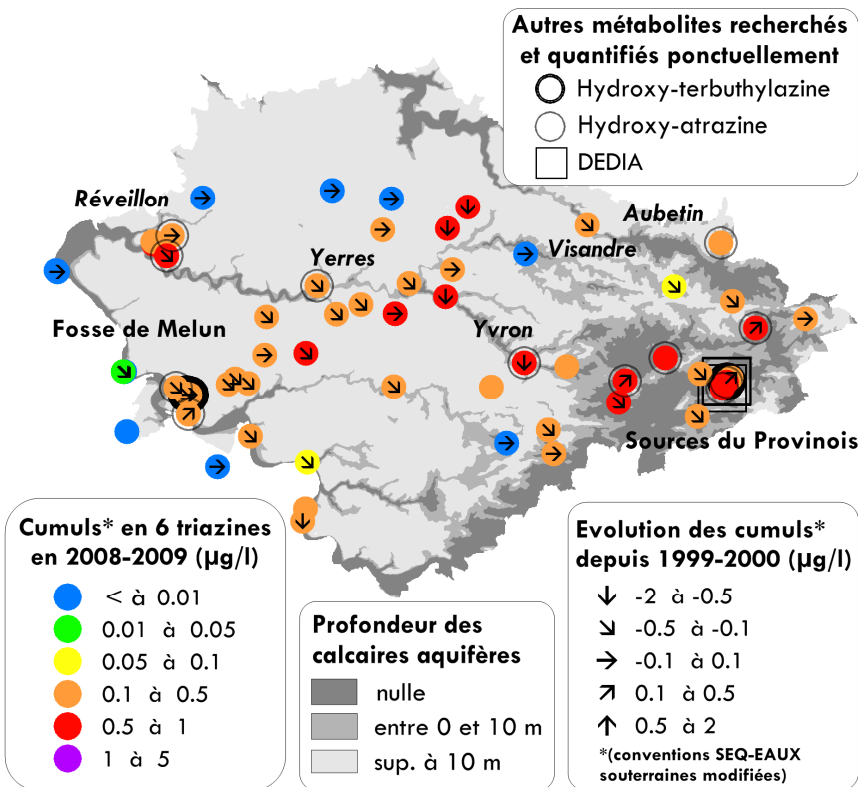 Autres métabolites recherchés
et quantifiés ponctuellement
Hydroxy-terbuthylazine
Hydroxy-atrazine
DEDIA
Réveillon
Aubetin
Yerres
Visandre
Fosse de Melun
Yvron
Sources du Provinois
Cumuls* en 6 triazines
en 2008-2009 (µg/l)
< à 0.01
0.01 à 0.05
0.05 à 0.1
0.1 à 0.5
0.5 à 1
1 à 5
Profondeur des
calcaires aquifères
nulle
entre 0 et 10 m
sup. à 10 m
Evolution des cumuls*
depuis 1999-2000 (µg/l)
-2 à -0.5
-0.5 à -0.1
-0.1 à 0.1
0.1 à 0.5
0.5 à 2
*(conventions SEQ-EAUX
souterraines modifiées)